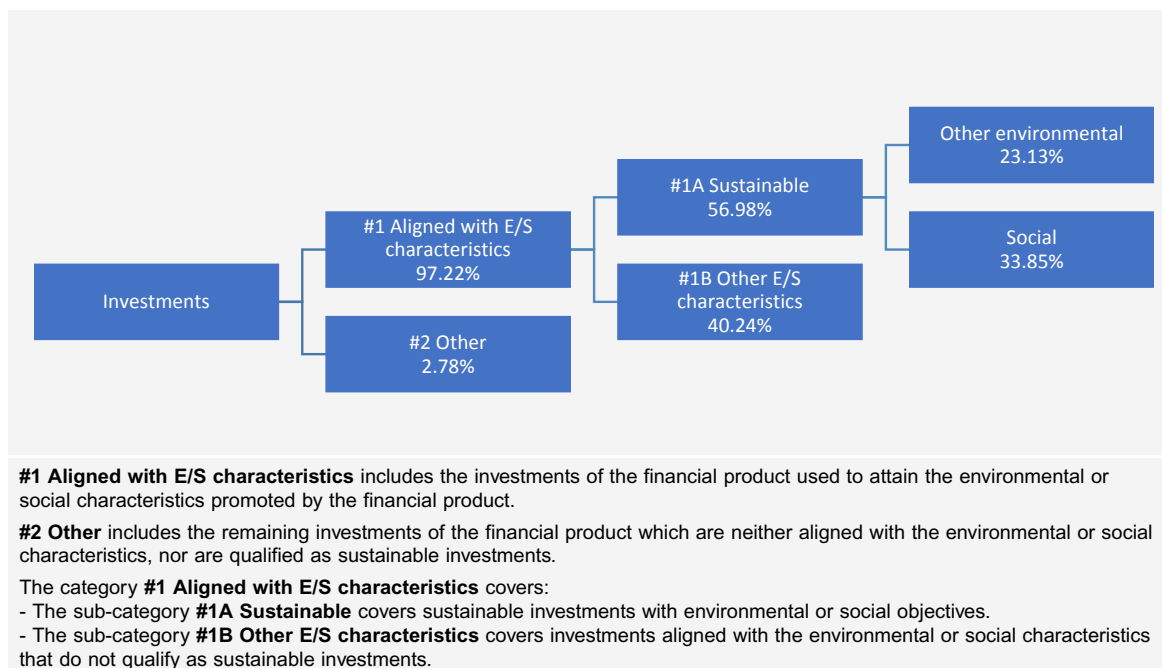 Other environmental
23.13%
#1A Sustainable
56.98%
#1 Aligned with E/S
characteristics
97.22%
Social
33.85%
Investments
#1B Other E/S
characteristics
40.24%
#2 Other
2.78%
#1 Aligned with E/S characteristics includes the investments of the financial product used to attain the environmental or
social characteristics promoted by the financial product.
#2 Other includes the remaining investments of the financial product which are neither aligned with the environmental or social
characteristics, nor are qualified as sustainable investments.
The category #1 Aligned with E/S characteristics covers:
- The sub-category #1A Sustainable covers sustainable investments with environmental or social objectives.
- The sub-category #1B Other E/S characteristics covers investments aligned with the environmental or social characteristics
that do not qualify as sustainable investments.